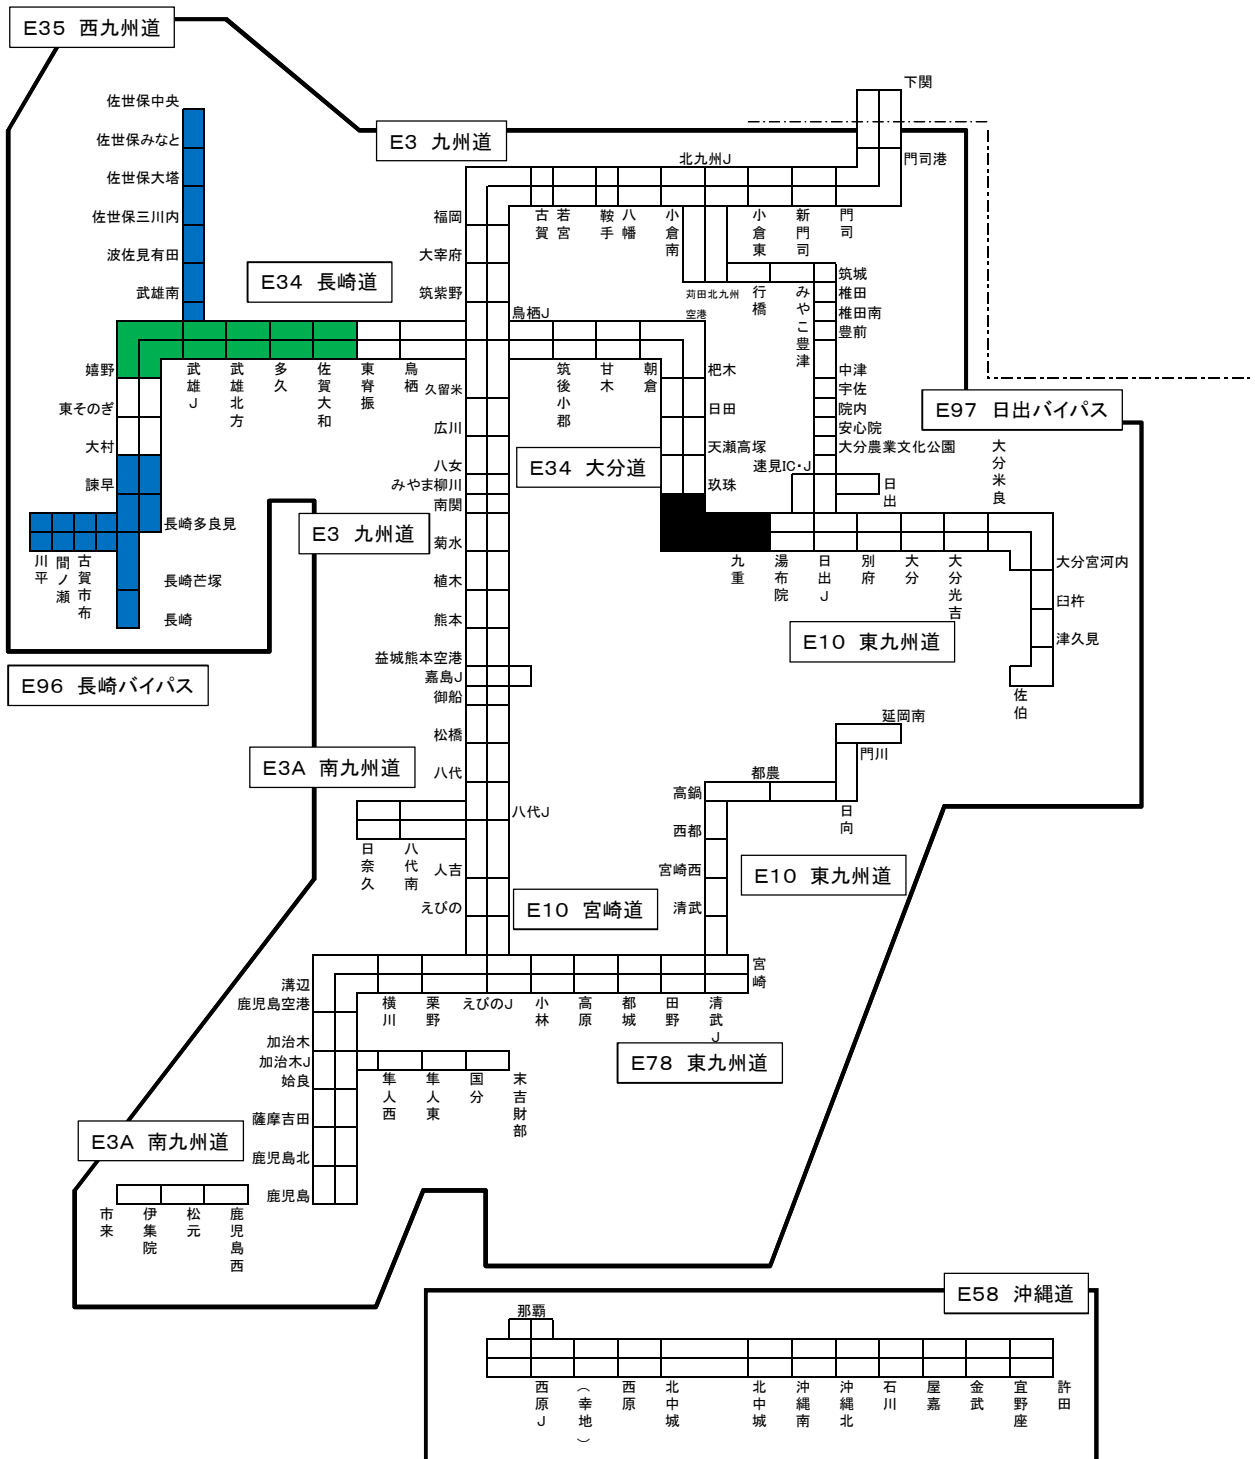 E35 西九州道
佐世保中央
佐世保みなと
佐世保大塔
佐世保三川内
波佐見有田
武雄南
E34 長崎道
嬉野
東そのぎ
大村
諫早
長崎多良見
長崎芒塚
長崎
川平
間ノ瀬
古賀市布
E96 長崎バイパス
武雄J
武雄北方
多久
佐賀大和
東脊振
鳥栖
E3 九州道
下関
門司港
北九州J
古賀
若宮
鞍手
八幡
小倉南
小倉東
新門司
門司
福岡
大宰府
筑紫野
鳥栖J
久留米
広川
八女
みやま柳川
南関
菊水
植木
熊本
益城熊本空港
嘉島J
御船
松橋
八代
八代J
人吉
えびの
E3 九州道
苅田北九州
空港
行橋
みやこ豊津
筑城
椎田
椎田南
豊前
中津
宇佐
院内
安心院
大分農業文化公園
速見IC・J
日出
E97 日出バイパス
筑後小郡
甘木
朝倉
杷木
日田
天瀬高塚
玖珠
E34 大分道
九重
湯布院
日出J
別府
大分
大分光吉
大分米良
大分宮河内
臼杵
津久見
佐伯
E10 東九州道
E3A 南九州道
日奈久
八代南
延岡南
門川
日向
都農
高鍋
西都
宮崎西
清武
E10 東九州道
E10 宮崎道
溝辺
鹿児島空港
横川
栗野
えびのJ
小林
高原
都城
田野
清武J
宮崎
加治木
加治木J
姶良
薩摩吉田
鹿児島北
鹿児島
隼人西
隼人東
国分
末吉財部
E78 東九州道
E3A 南九州道
市来
伊集院
松元
鹿児島西
E58 沖縄道
那覇
西原J
（幸地）
西原
北中城
北中城
沖縄南
沖縄北
石川
屋嘉
金武
宜野座
許田